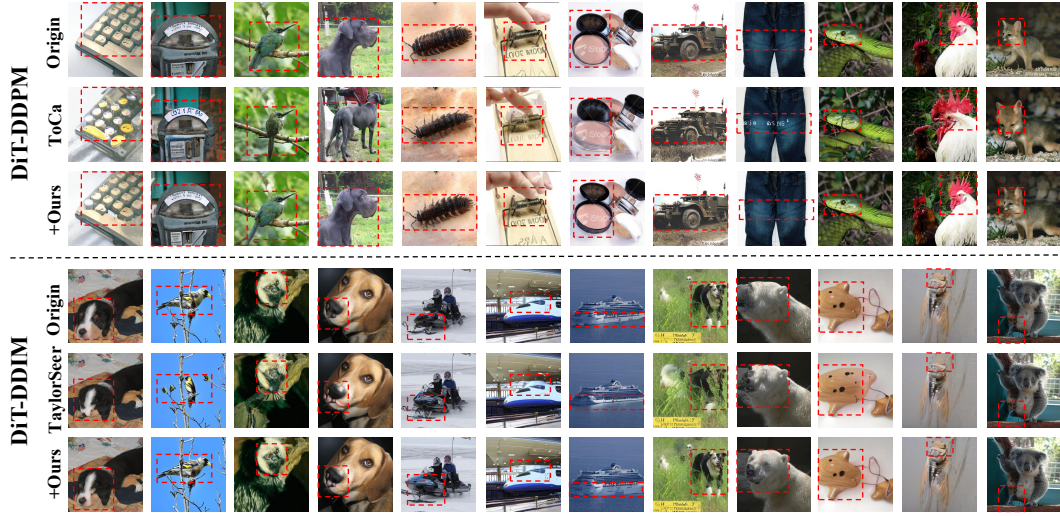 DiT-DDPM
Origin
ToCa
+Ours
DiT-DDIM
Origin
TaylorSeer
+Ours